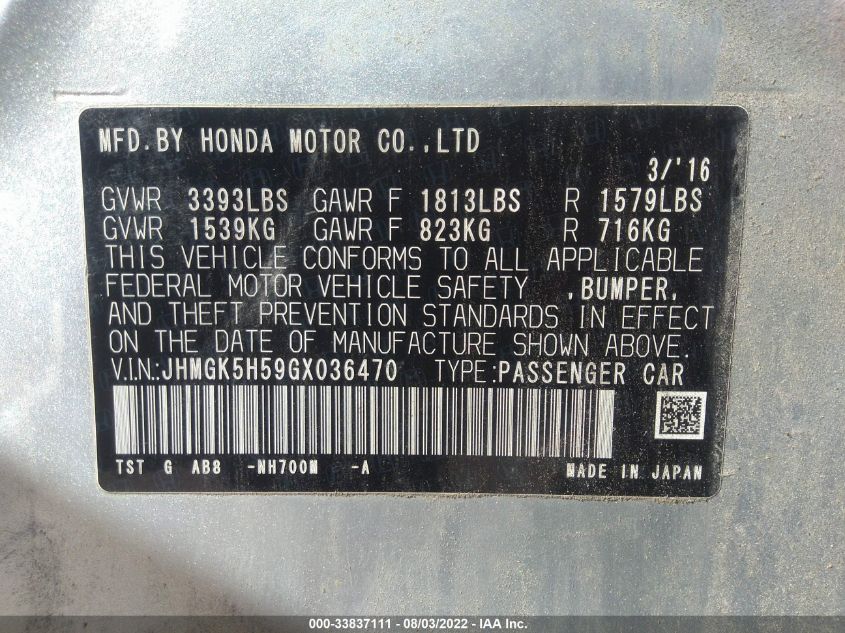 MFD.BY HONDA MOTOR CO.,LTD
3/'16
GVWR 3393LBS GAWR F 1813LBS R 1579LBS
GVWR 1539KG GAWR F 823KG R 716KG
THIS VEHICLE CONFORMS TO ALL APPLICABLE
FEDERAL MOTOR VEHICLE SAFETY ,BUMPER,
AND THEFT PREVENTION STANDARDS IN EFFECT
ON THE DATE OF MANUFACTURE SHOWN ABOVE.
V.I.N.:JHMGK5H59GX036470 TYPE:PASSENGER CAR
TST G AB8 -NH700M -A MADE IN JAPAN
000-33837111 - 08/03/2022 - IAA Inc.